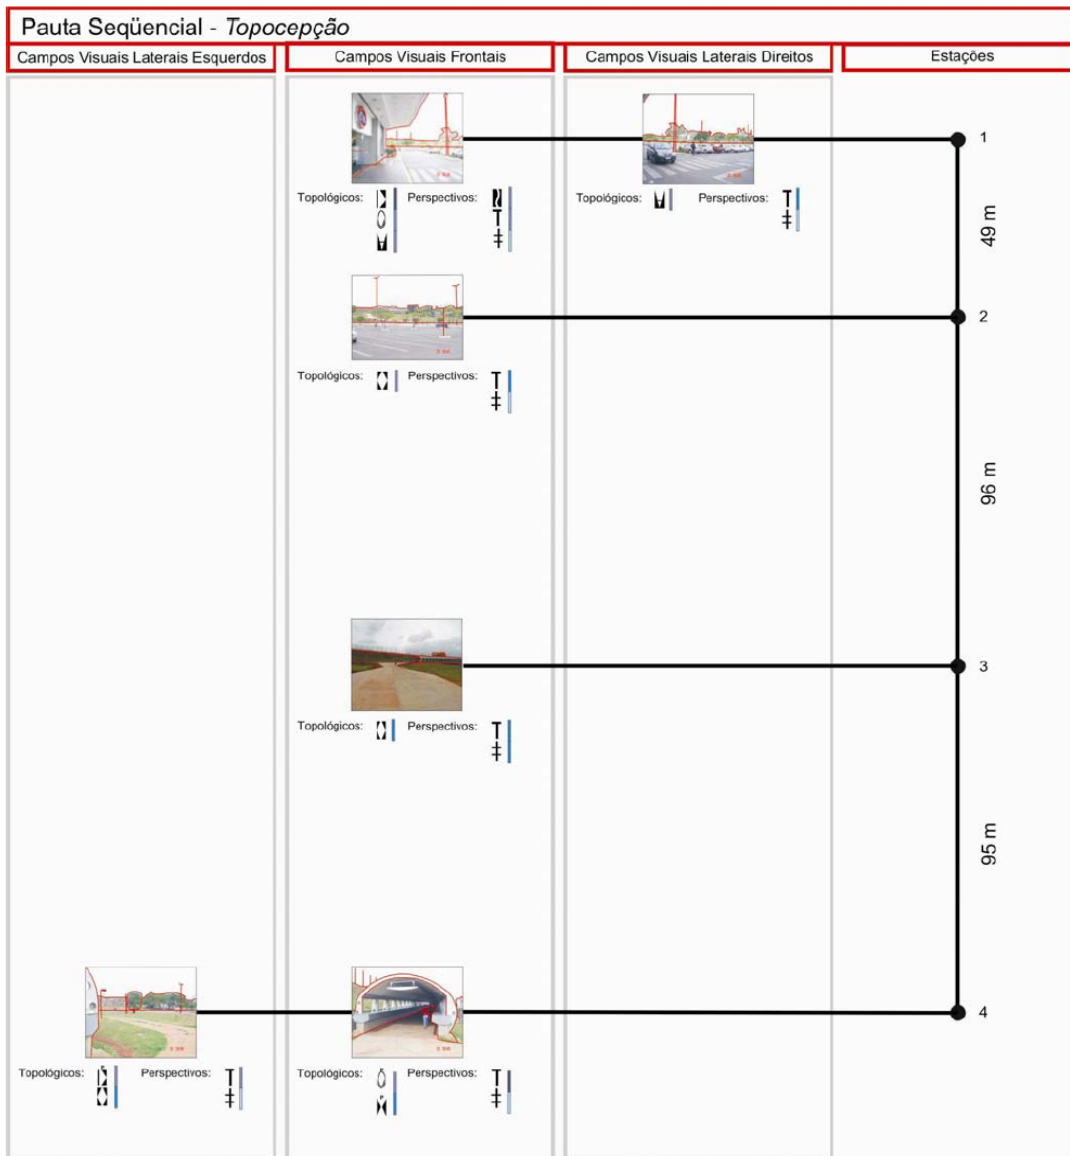 Pauta Seqüencial - Topocepção
Campos Visuais Laterais Esquerdos
Campos Visuais Frontais
Campos Visuais Laterais Direitos
Estações
1
Topológicos: Perspectivos:
Topológicos: Perspectivos:
49 m
2
Topológicos: Perspectivos:
96 m
3
Topológicos: Perspectivos:
95 m
4
Topológicos: Perspectivos:
Topológicos: Perspectivos: